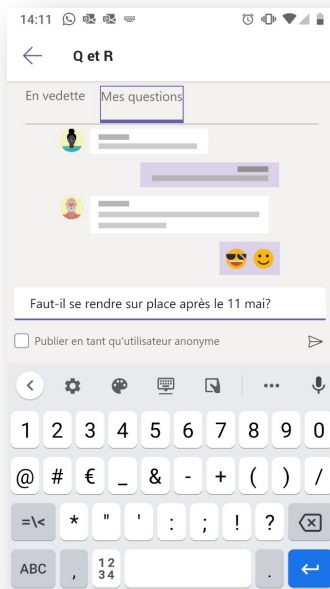 14:11
Q et R
En vedette Mes questions
Faut-il se rendre sur place après le 11 mai?
Publier en tant qu'utilisateur anonyme
1 2 3 4 5 6 7 8 9 0
@ # € _ & - + ( ) /
=\< * " ' : ; ! ?
ABC , 12 34 .